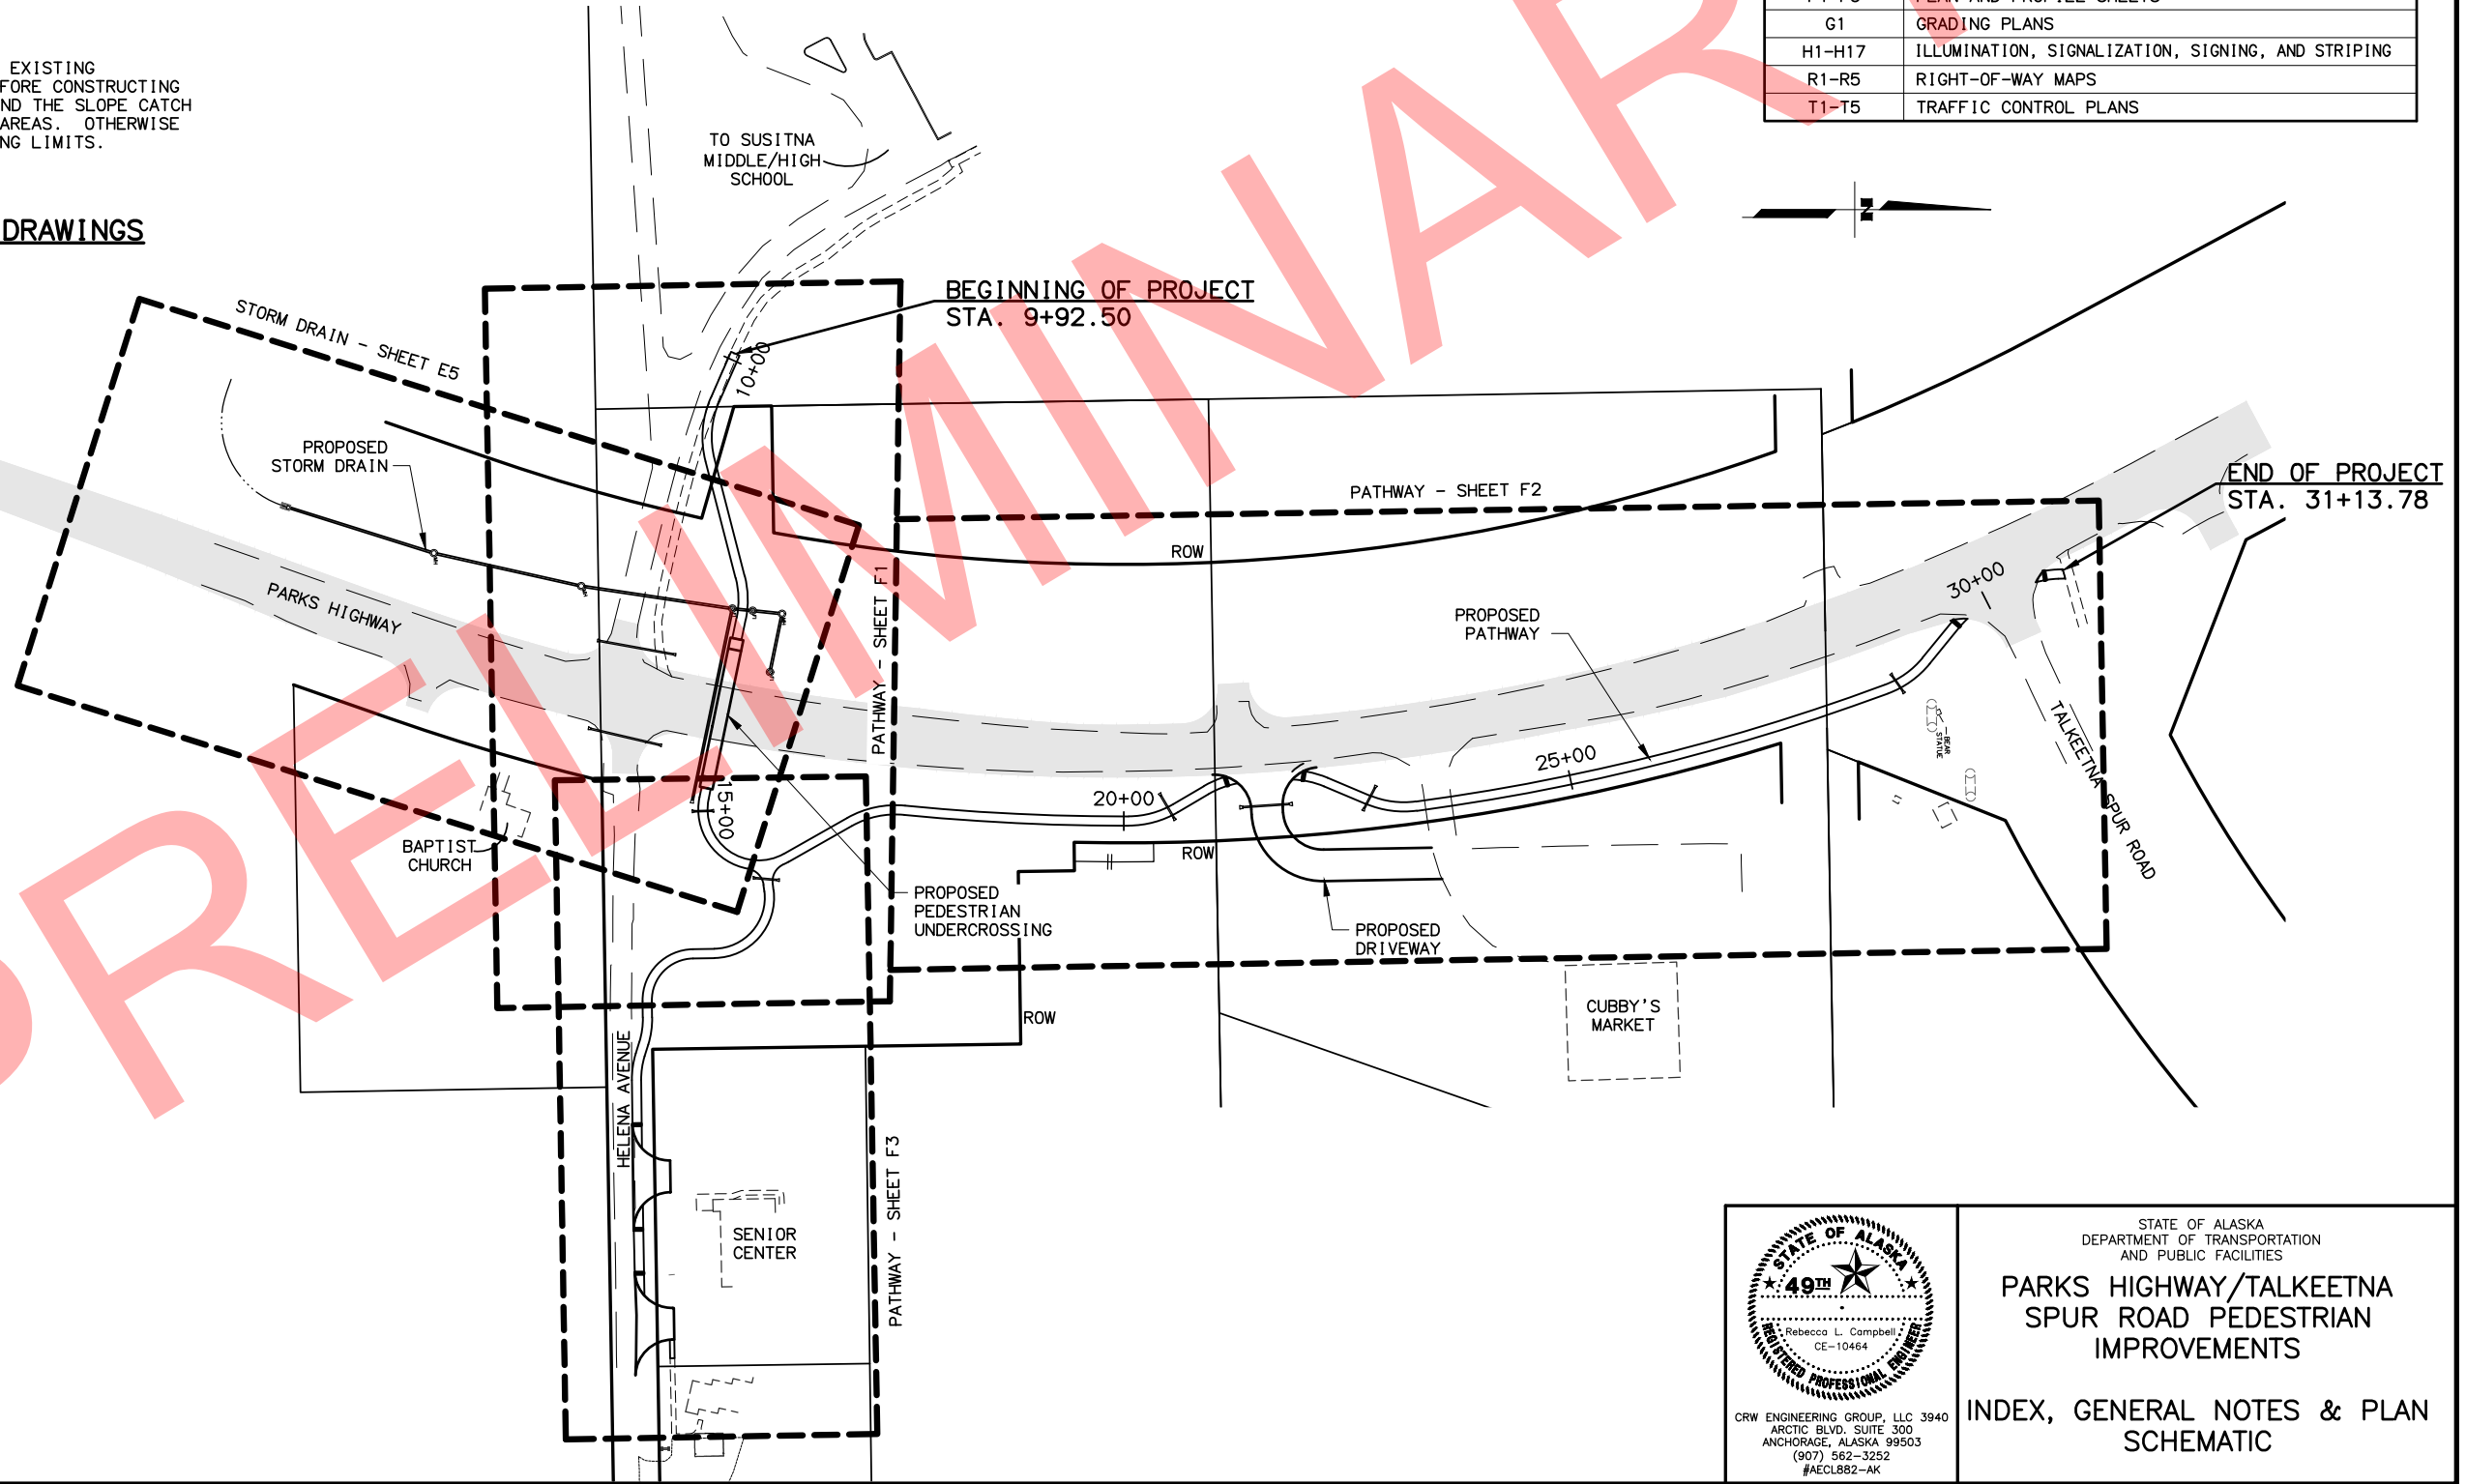 EXISTING
FORE CONSTRUCTING
ND THE SLOPE CATCH
AREAS. OTHERWISE
NG LIMITS.
DRAWINGS
G1 GRADING PLANS
H1-H17 ILLUMINATION, SIGNALIZATION, SIGNING, AND STRIPING
R1-R5 RIGHT-OF-WAY MAPS
T1-T5 TRAFFIC CONTROL PLANS
N
TO SUSITNA
MIDDLE/HIGH
SCHOOL
BEGINNING OF PROJECT
STA. 9+92.50
STORM DRAIN - SHEET E5
10+00
PROPOSED
STORM DRAIN
PARKS HIGHWAY
PATHWAY - SHEET F1
PATHWAY - SHEET F2
ROW
END OF PROJECT
STA. 31+13.78
30+00
PROPOSED
PATHWAY
BEAR
STATUE
TALKEETNA SPUR ROAD
25+00
20+00
15+00
BAPTIST
CHURCH
ROW
PROPOSED
PEDESTRIAN
UNDERCROSSING
PROPOSED
DRIVEWAY
CUBBY'S
MARKET
ROW
HELENA AVENUE
PATHWAY - SHEET F3
SENIOR
CENTER
PRELIMINAR
STATE OF ALASKA
49TH
Rebecca L. Campbell
CE-10464
REGISTERED PROFESSIONAL ENGINEER
CRW ENGINEERING GROUP, LLC 3940
ARCTIC BLVD. SUITE 300
ANCHORAGE, ALASKA 99503
(907) 562-3252
#AECL882-AK
STATE OF ALASKA
DEPARTMENT OF TRANSPORTATION
AND PUBLIC FACILITIES
PARKS HIGHWAY/TALKEETNA
SPUR ROAD PEDESTRIAN
IMPROVEMENTS
INDEX, GENERAL NOTES & PLAN
SCHEMATIC